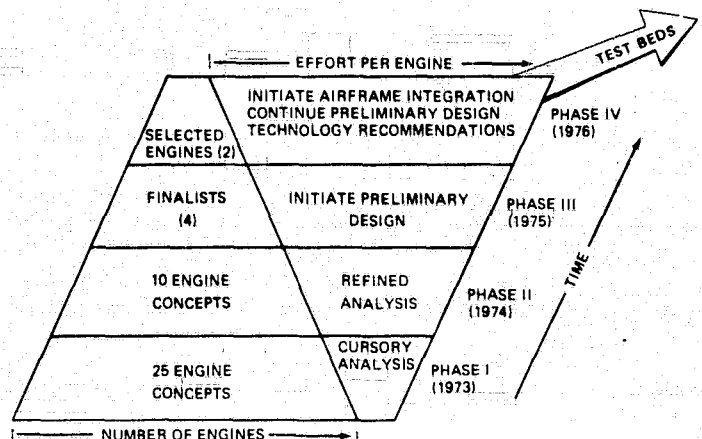 EFFORT PER ENGINE
TEST BEDS
INITIATE AIRFRAME INTEGRATION
CONTINUE PRELIMINARY DESIGN
TECHNOLOGY RECOMMENDATIONS
SELECTED
ENGINES (2)
PHASE IV
(1976)
FINALISTS
(4)
INITIATE PRELIMINARY
DESIGN
PHASE III
(1975)
TIME
10 ENGINE
CONCEPTS
REFINED
ANALYSIS
PHASE II
(1974)
25 ENGINE
CONCEPTS
CURSORY
ANALYSIS
PHASE I
(1973)
NUMBER OF ENGINES